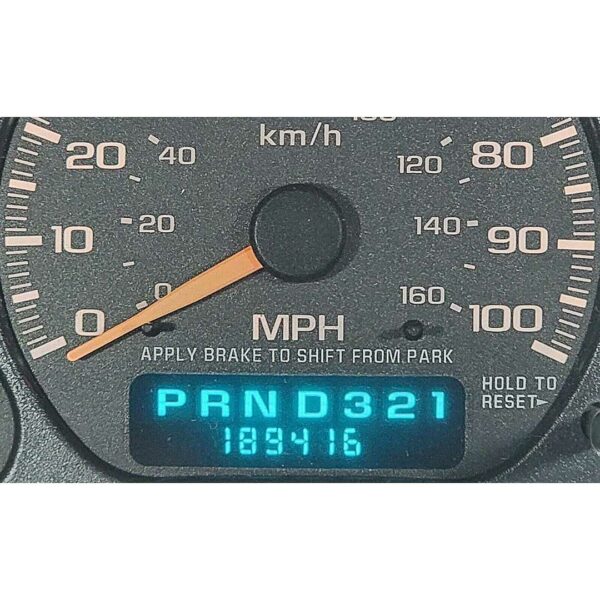 km/h
20 40 120 80
10 20 140 90
0 0 160 100
MPH
APPLY BRAKE TO SHIFT FROM PARK
HOLD TO
RESET
PRND321
189416